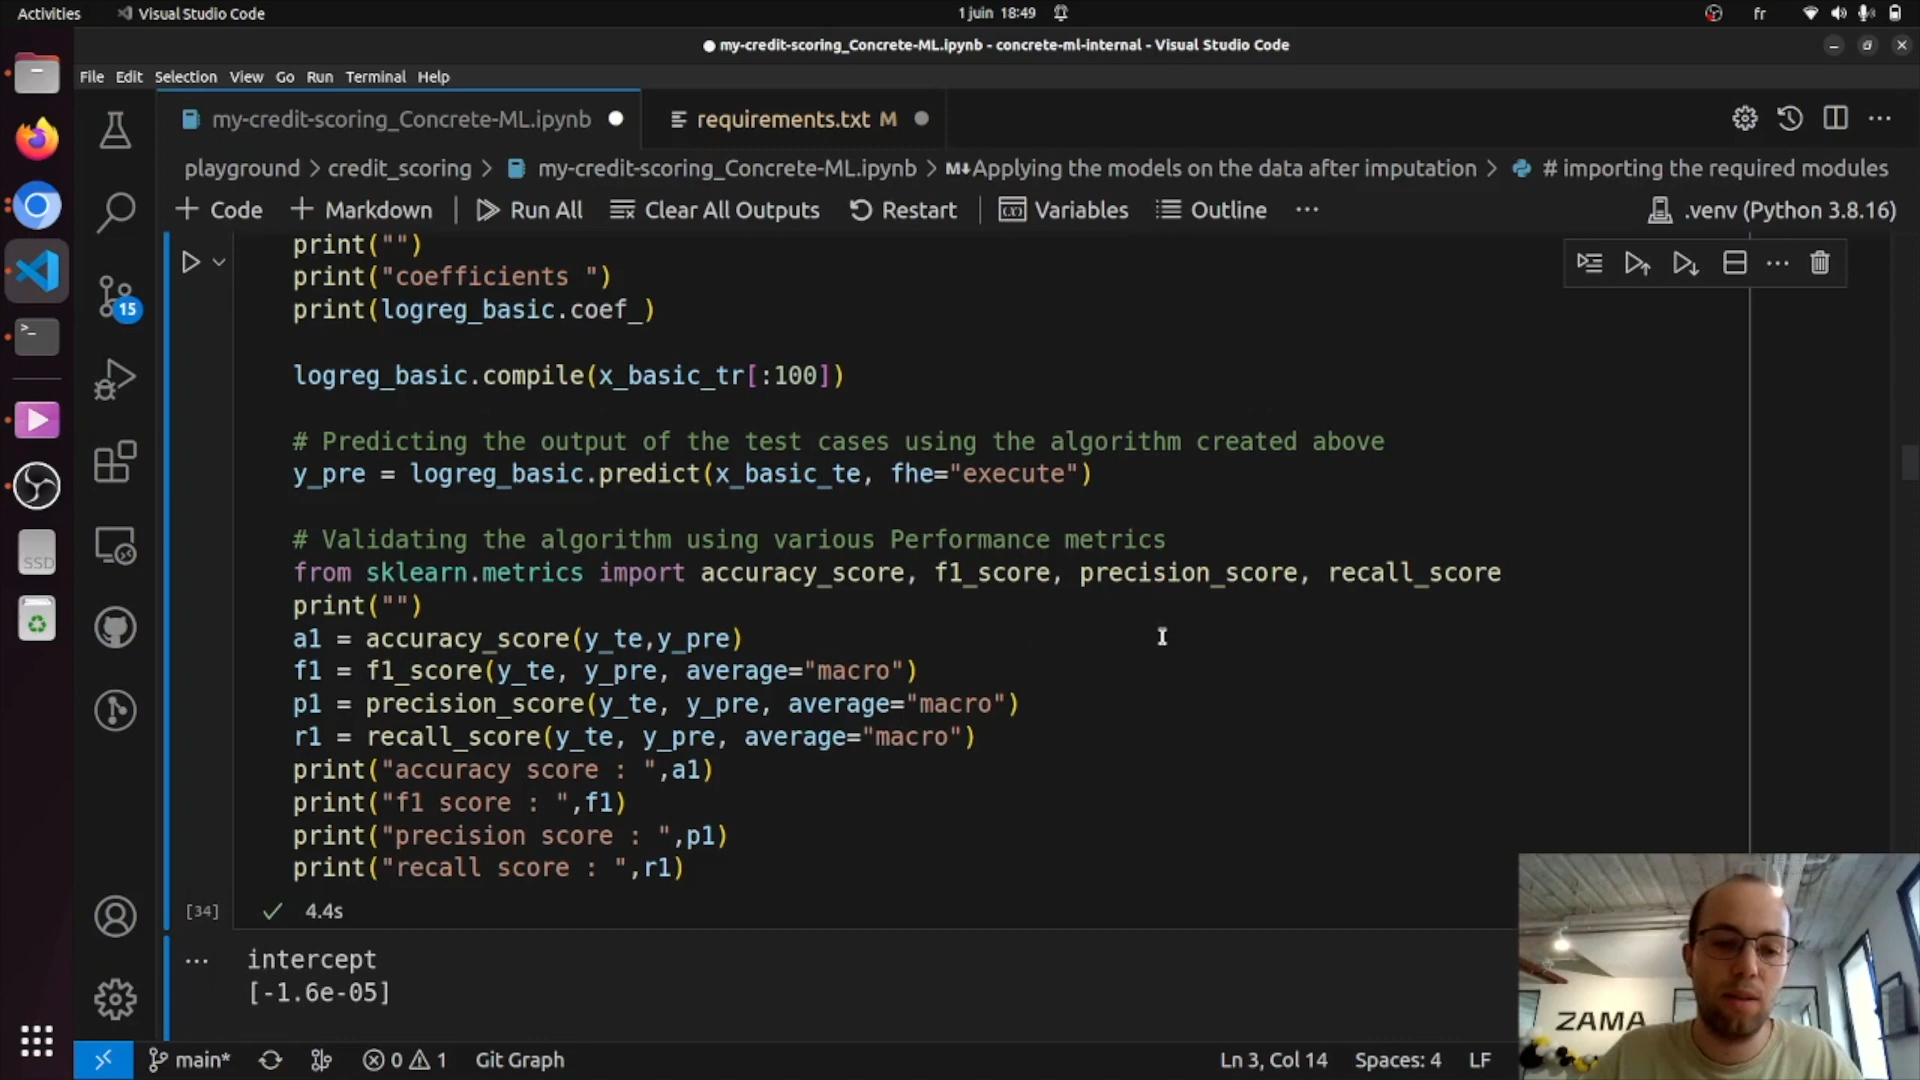 Activities
Visual Studio Code
1 juin 18:49
fr
my-credit-scoring_Concrete-ML.ipynb - concrete-ml-internal - Visual Studio Code
File Edit Selection View Go Run Terminal Help
my-credit-scoring_Concrete-ML.ipynb
requirements.txt M
playground > credit_scoring > my-credit-scoring_Concrete-ML.ipynb > M↓Applying the models on the data after imputation > # importing the required modules
+ Code + Markdown Run All Clear All Outputs Restart Variables Outline ···
.venv (Python 3.8.16)
print("")
print("coefficients ")
print(logreg_basic.coef_)
logreg_basic.compile(x_basic_tr[:100])
# Predicting the output of the test cases using the algorithm created above
y_pre = logreg_basic.predict(x_basic_te, fhe="execute")
# Validating the algorithm using various Performance metrics
from sklearn.metrics import accuracy_score, f1_score, precision_score, recall_score
print("")
a1 = accuracy_score(y_te,y_pre)
f1 = f1_score(y_te, y_pre, average="macro")
p1 = precision_score(y_te, y_pre, average="macro")
r1 = recall_score(y_te, y_pre, average="macro")
print("accuracy score : ",a1)
print("f1 score : ",f1)
print("precision score : ",p1)
print("recall score : ",r1)
[34]
4.4s
intercept
[-1.6e-05]
15
SSD
ZAMA
main*
0
1
Git Graph
Ln 3, Col 14
Spaces: 4
LF